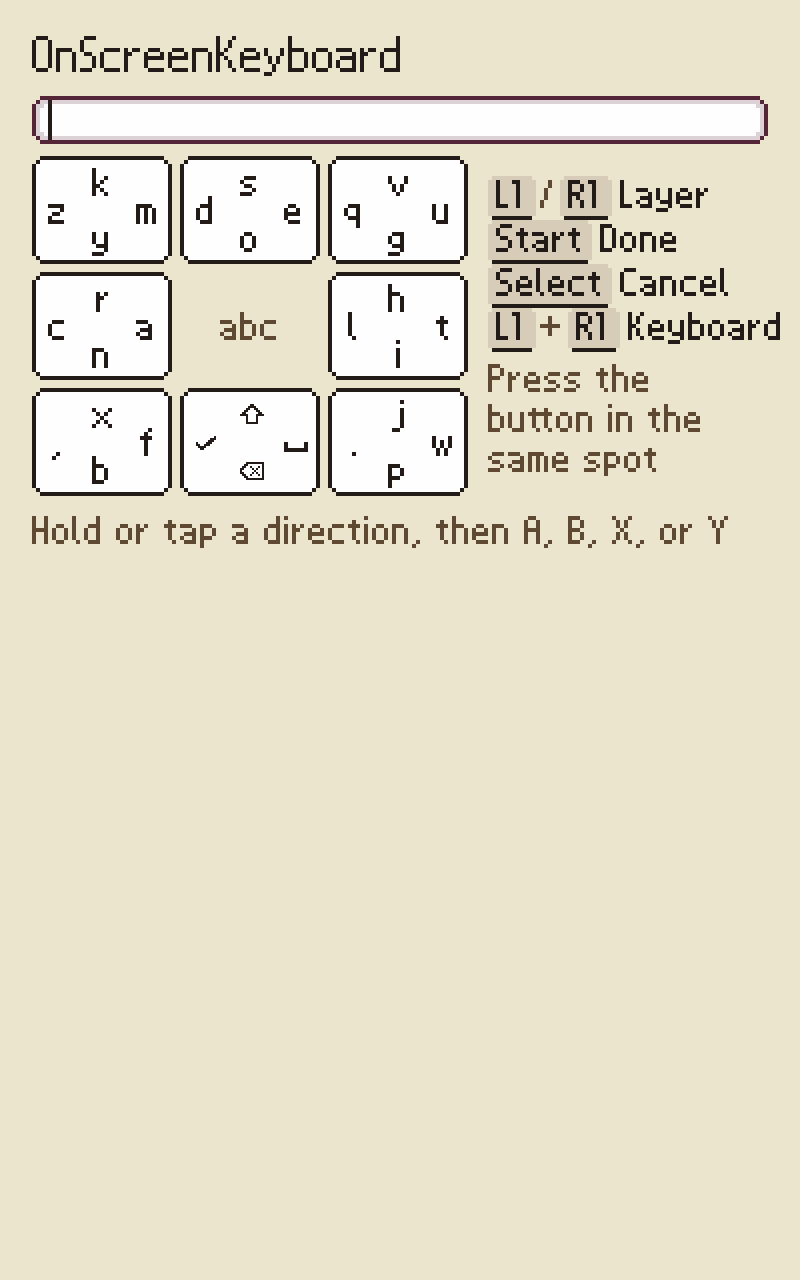 OnScreenKeyboard
k s v
z m d e q u
y o g
L1 / R1 Layer
Start Done
Select Cancel
L1 + R1 Keyboard
r h
c a abc l t
n i
Press the
button in the
same spot
x j
, f . w
b p
Hold or tap a direction, then A, B, X, or Y